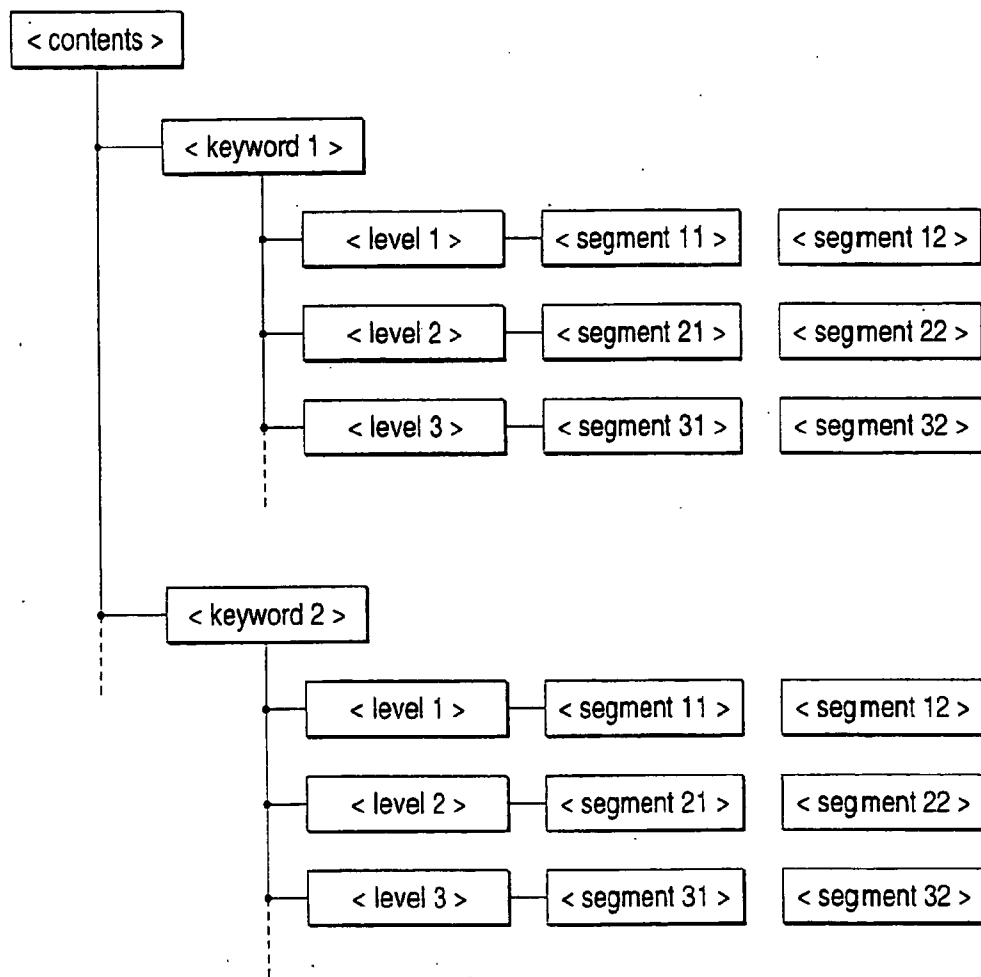 < contents >
< keyword 1 >
< level 1 > < segment 11 > < segment 12 >
< level 2 > < segment 21 > < segment 22 >
< level 3 > < segment 31 > < segment 32 >
< keyword 2 >
< level 1 > < segment 11 > < segment 12 >
< level 2 > < segment 21 > < segment 22 >
< level 3 > < segment 31 > < segment 32 >